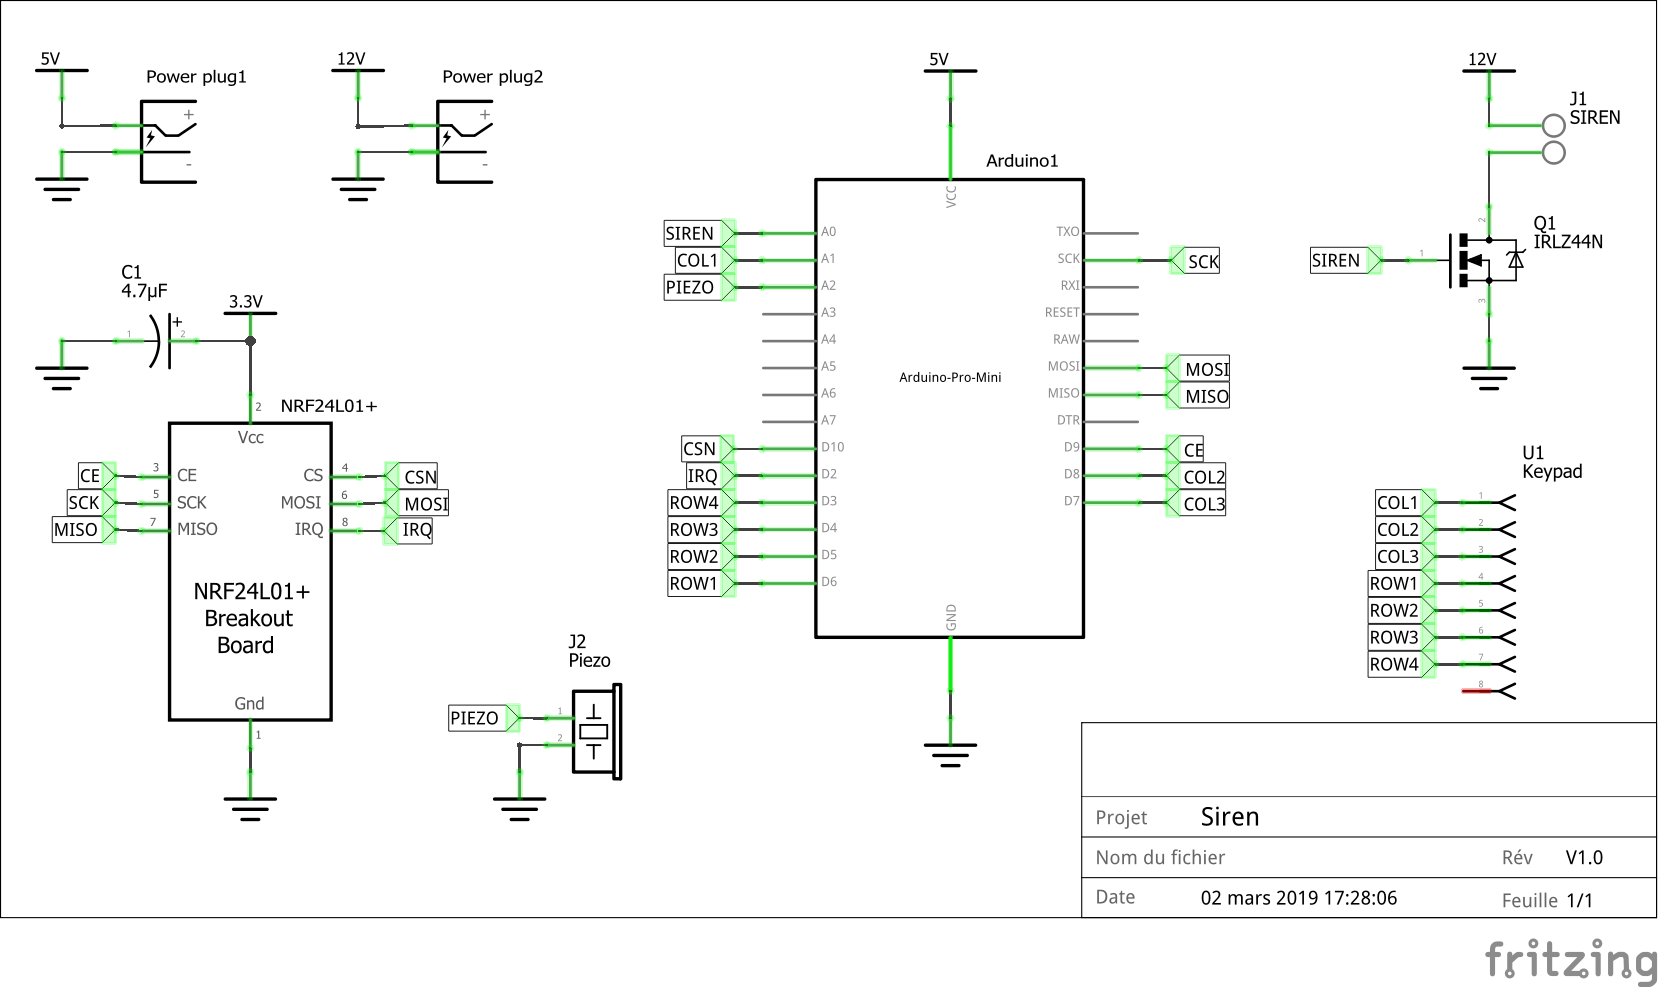 5V
Power plug1
+
-
12V
Power plug2
+
-
C1
4.7µF
+
1
2
3.3V
NRF24L01+
2
Vcc
CE
3
CE
SCK
5
SCK
MISO
7
MISO
CS
4
CSN
MOSI
6
MOSI
IRQ
8
IRQ
NRF24L01+
Breakout
Board
Gnd
1
J2
Piezo
PIEZO
1
2
5V
Arduino1
VCC
SIREN
A0
COL1
A1
PIEZO
A2
A3
A4
A5
A6
A7
CSN
D10
IRQ
D2
ROW4
D3
ROW3
D4
ROW2
D5
ROW1
D6
Arduino-Pro-Mini
TXO
SCK
SCK
RXI
RESET
RAW
MOSI
MOSI
MISO
MISO
DTR
D9
CE
D8
COL2
D7
COL3
GND
12V
J1
SIREN
Q1
IRLZ44N
SIREN
1
2
3
U1
Keypad
COL1
1
COL2
2
COL3
3
ROW1
4
ROW2
5
ROW3
6
ROW4
7
8
Projet Siren
Nom du fichier
Rév V1.0
Date 02 mars 2019 17:28:06
Feuille 1/1
fritzing